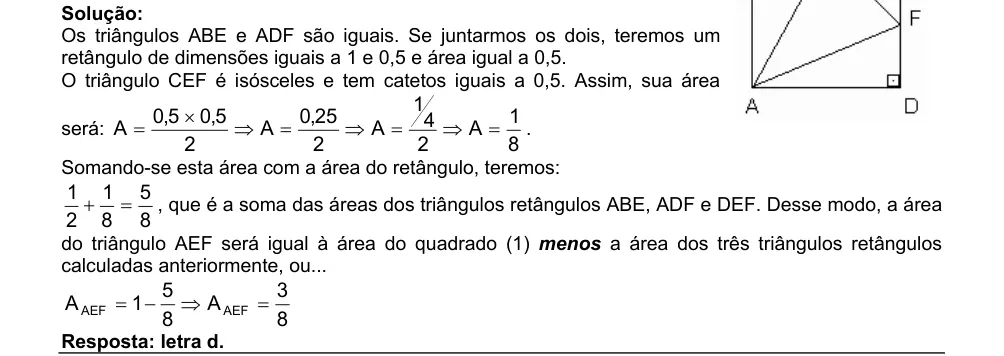 Solução:
Os triângulos ABE e ADF são iguais. Se juntarmos os dois, teremos um
retângulo de dimensões iguais a 1 e 0,5 e área igual a 0,5.
O triângulo CEF é isósceles e tem catetos iguais a 0,5. Assim, sua área
será: A = (0,5 × 0,5)/2 ⇒ A = 0,25/2 ⇒ A = (1/4)/2 ⇒ A = 1/8 .
Somando-se esta área com a área do retângulo, teremos:
1/2 + 1/8 = 5/8 , que é a soma das áreas dos triângulos retângulos ABE, ADF e DEF. Desse modo, a área
do triângulo AEF será igual à área do quadrado (1) menos a área dos três triângulos retângulos
calculadas anteriormente, ou...
A AEF = 1 − 5/8 ⇒ A AEF = 3/8
Resposta: letra d.
F
A D